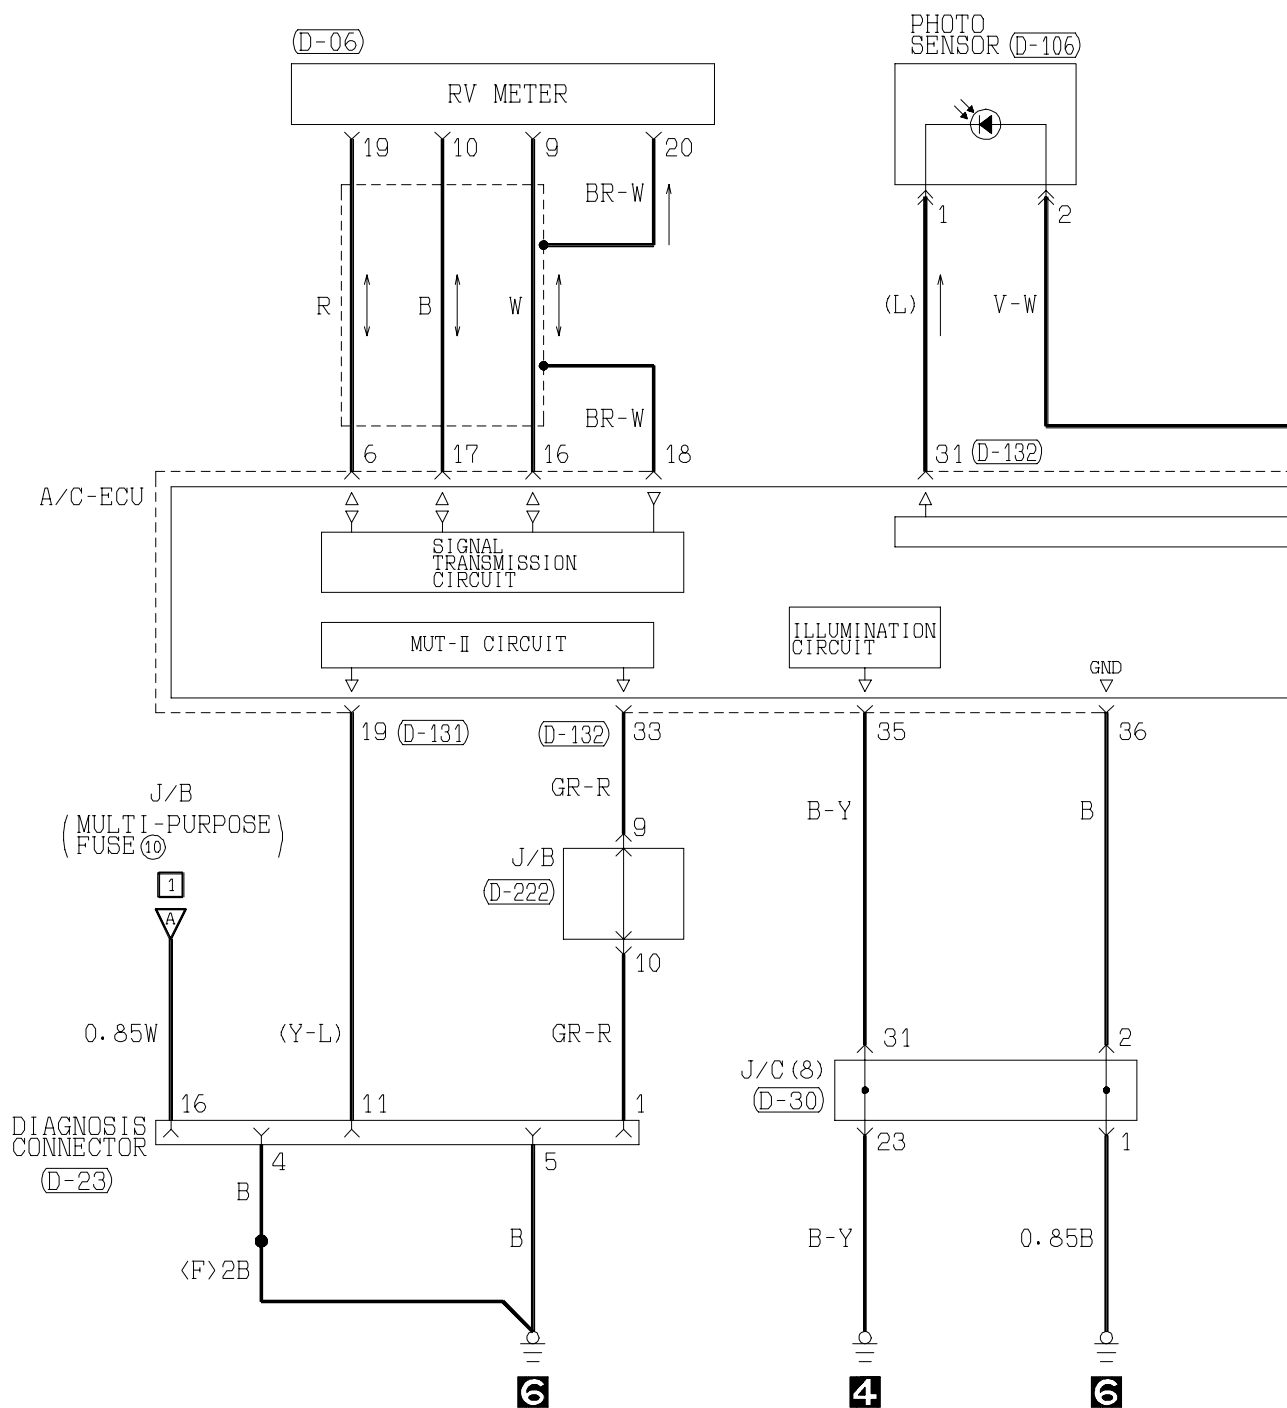 (D-06)
PHOTO
SENSOR (D-106)
RV METER
19 10 9 20
BR-W
1 2
R B W
(L) V-W
BR-W
6 17 16 18
31 (D-132)
A/C-ECU
SIGNAL
TRANSMISSION
CIRCUIT
MUT-Ⅱ CIRCUIT
ILLUMINATION
CIRCUIT
GND
19 (D-131) (D-132) 33 35 36
GR-R
J/B
(MULTI-PURPOSE
FUSE⑩)
B-Y B
9
1
J/B
(D-222)
A
10
0.85W (Y-L) GR-R
31 2
J/C(8)
(D-30)
16 11 1
DIAGNOSIS
CONNECTOR
(D-23)
4 5 23 1
B
B B-Y 0.85B
<F>2B
6 4 6